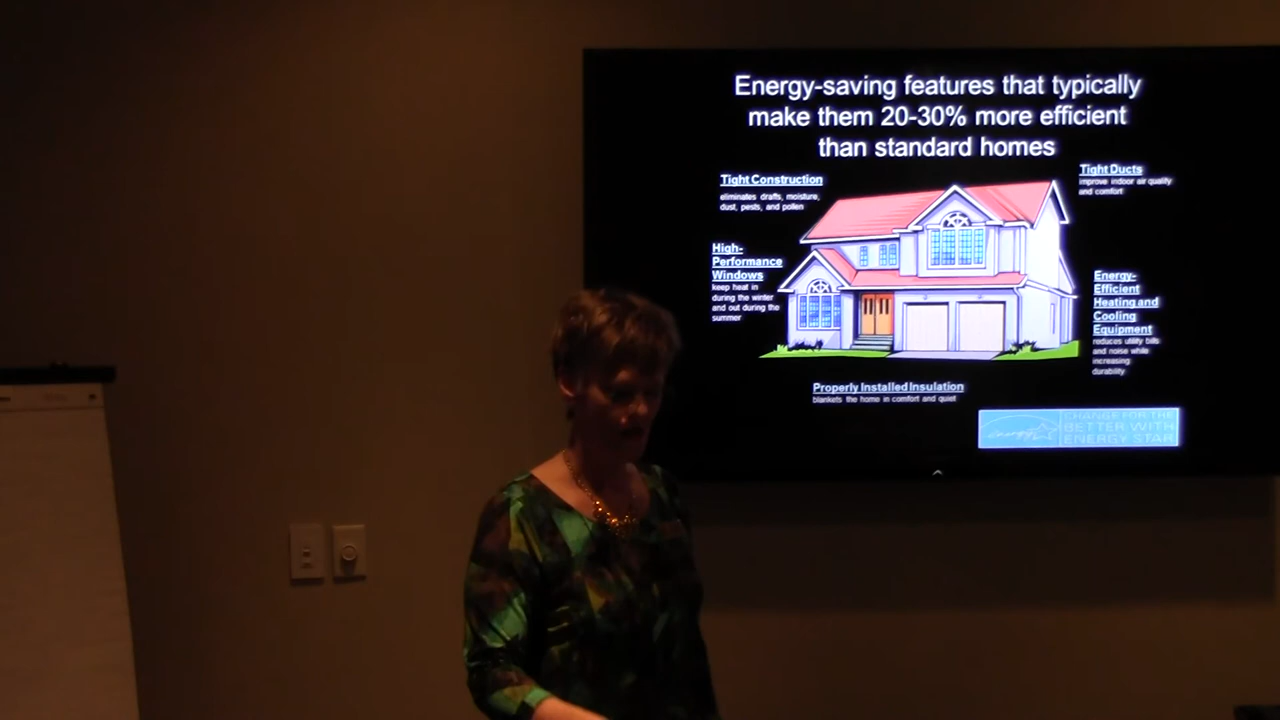 Energy-saving features that typically
make them 20-30% more efficient
than standard homes
Tight Construction
eliminates drafts, moisture,
dust, pests, and pollen
Tight Ducts
improve indoor air quality
and comfort
High-
Performance
Windows
keep heat in
during the winter
and out during the
summer
Energy-
Efficient
Heating and
Cooling
Equipment
reduces utility bills
and noise while
increasing
durability
Properly Installed Insulation
blankets the home in comfort and quiet
energy
CHANGE FOR THE
BETTER WITH
ENERGY STAR